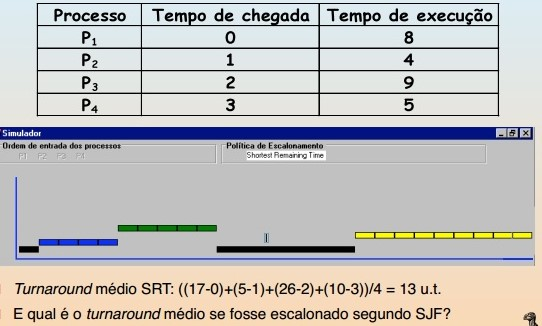 Processo Tempo de chegada Tempo de execução
P₁ 0 8
P₂ 1 4
P₃ 2 9
P₄ 3 5
Simulador
Ordem de entrada dos processos Política de Escalonamento
P1 P2 P3 P4 Shortest Remaining Time
Turnaround médio SRT: ((17-0)+(5-1)+(26-2)+(10-3))/4 = 13 u.t.
E qual é o turnaround médio se fosse escalonado segundo SJF?